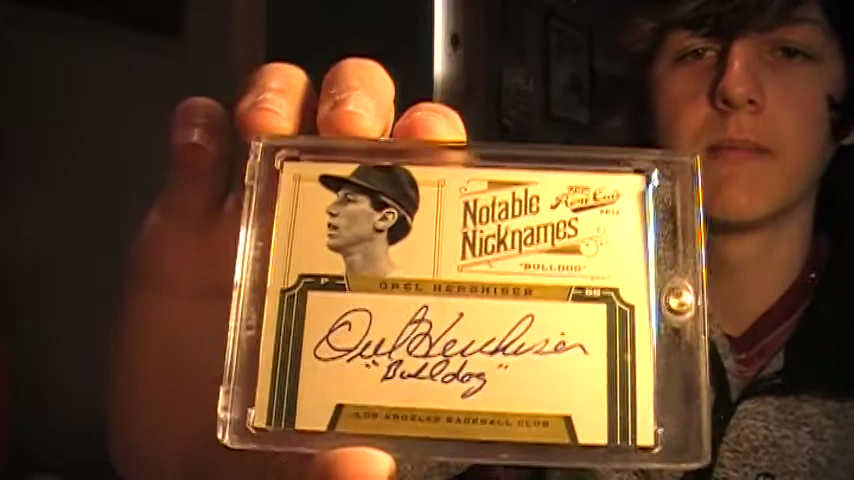 Notable
Nicknames
PRIME CUTS
"BULLDOG"
P
OREL HERSHISER
Orel Hershiser
"Bulldog"
LOS ANGELES BASEBALL CLUB